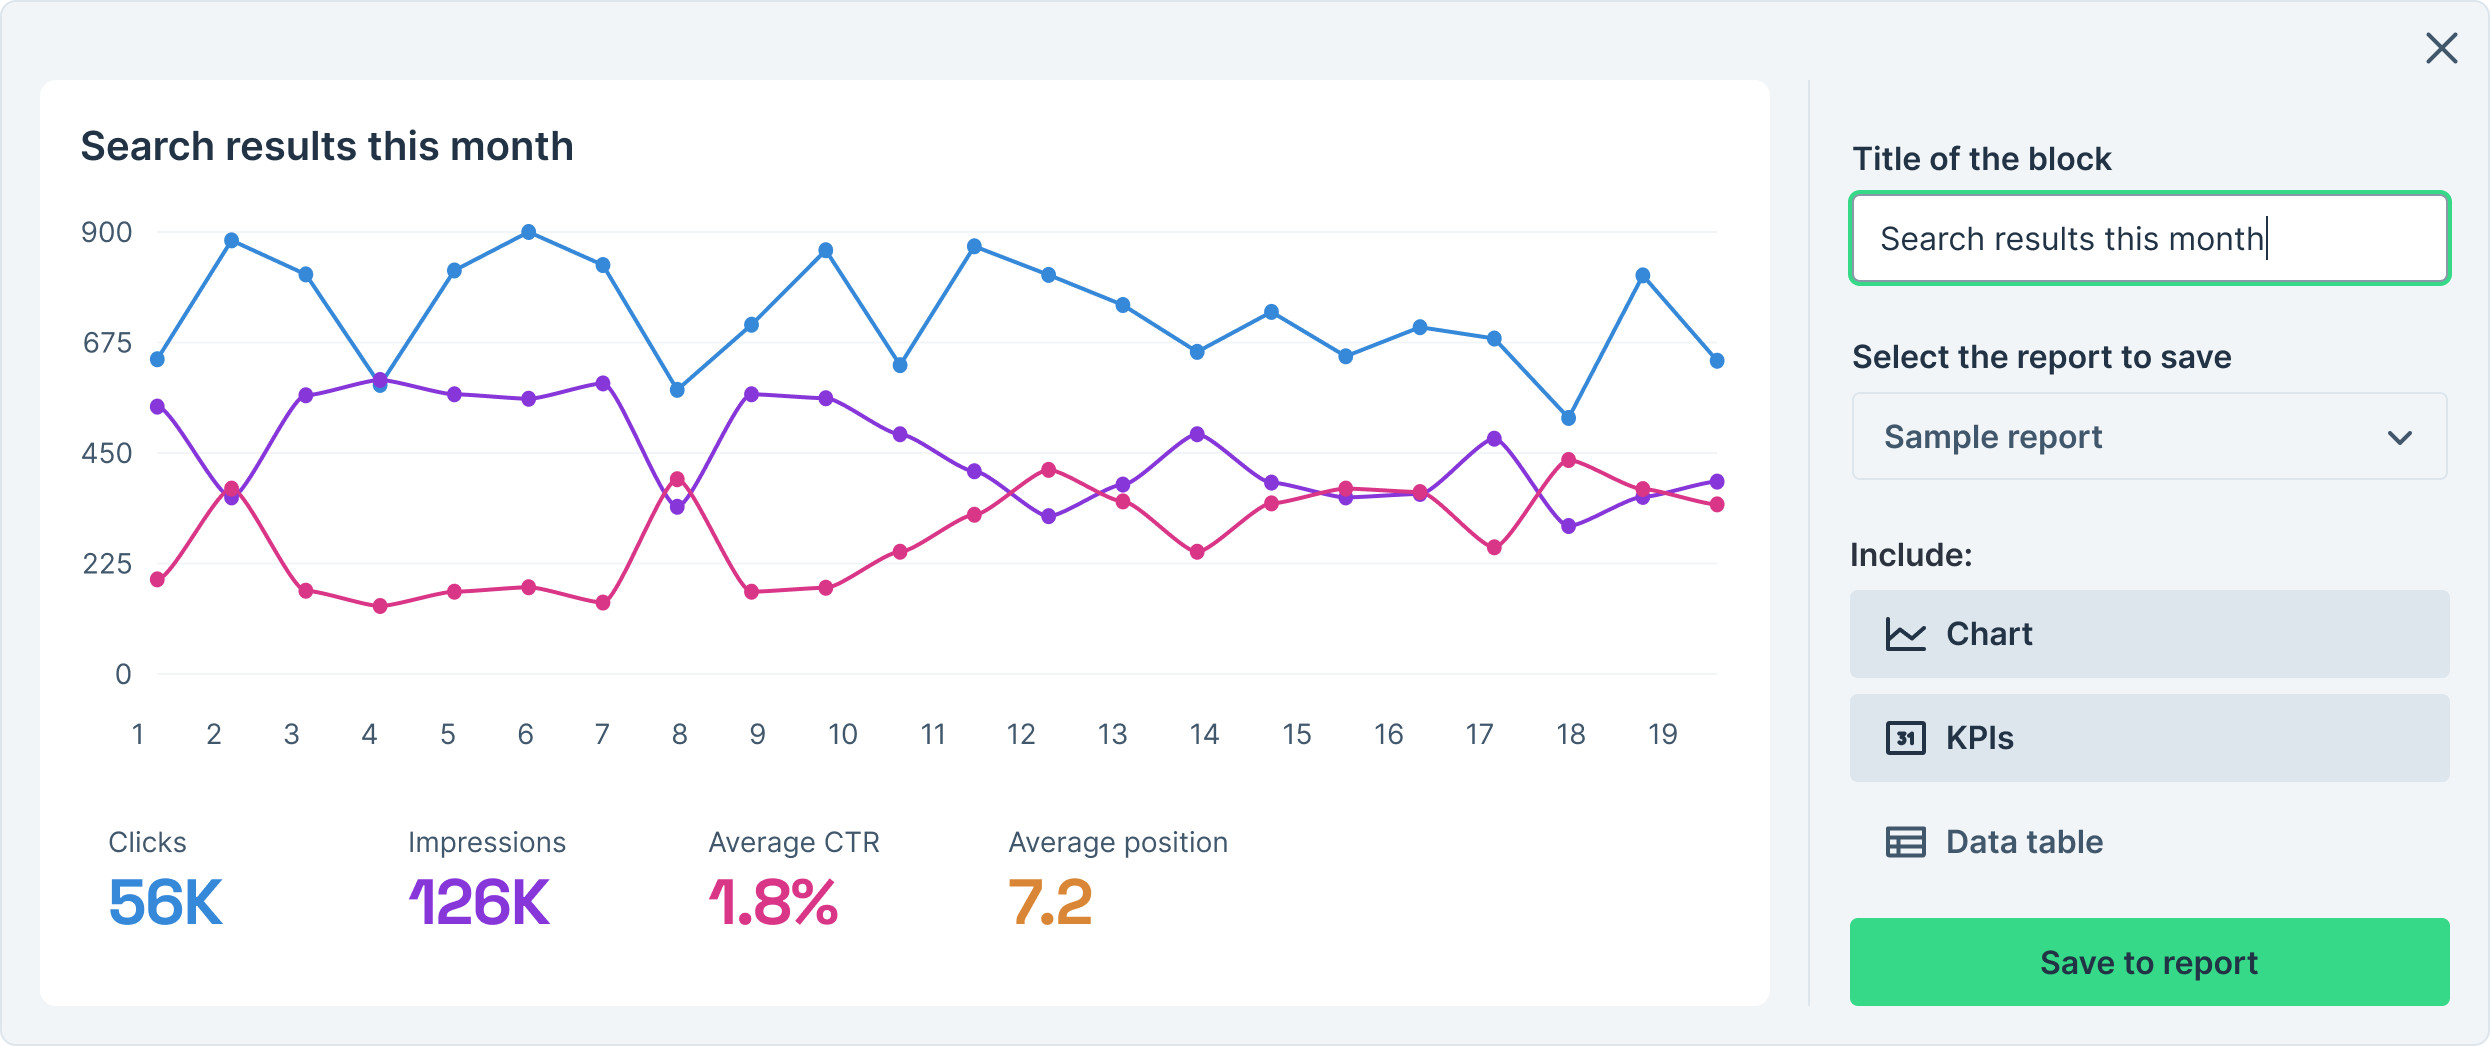 Search results this month
900
675
450
225
0
1 2 3 4 5 6 7 8 9 10 11 12 13 14 15 16 17 18 19
Clicks Impressions Average CTR Average position
56K 126K 1.8% 7.2
Title of the block
Search results this month
Select the report to save
Sample report
Include:
Chart
31 KPIs
Data table
Save to report